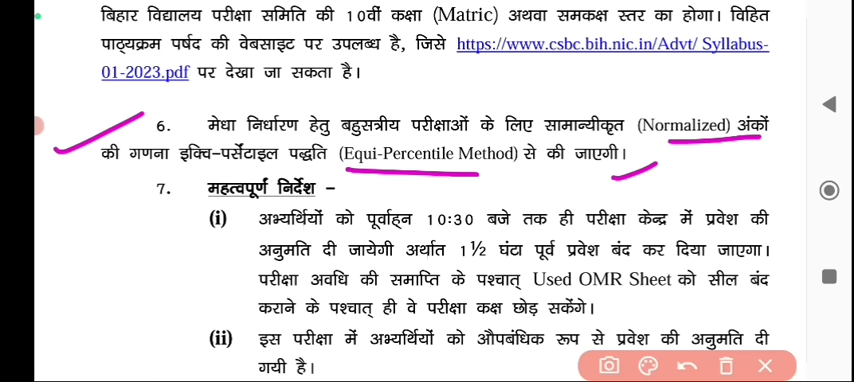 बिहार विद्यालय परीक्षा समिति की 10वीं कक्षा (Matric) अथवा समकक्ष स्तर का होगा। विहित
पाठ्यक्रम पर्षद की वेबसाइट पर उपलब्ध है, जिसे https://www.csbc.bih.nic.in/Advt/ Syllabus-
01-2023.pdf पर देखा जा सकता है।
6. मेधा निर्धारण हेतु बहुसत्रीय परीक्षाओं के लिए सामान्यीकृत (Normalized) अंकों
की गणना इक्वि-पर्सेंटाइल पद्धति (Equi-Percentile Method) से की जाएगी।
7. महत्वपूर्ण निर्देश –
(i) अभ्यर्थियों को पूर्वाहन 10:30 बजे तक ही परीक्षा केन्द्र में प्रवेश की
अनुमति दी जायेगी अर्थात 1½ घंटा पूर्व प्रवेश बंद कर दिया जाएगा।
परीक्षा अवधि की समाप्ति के पश्चात् Used OMR Sheet को सील बंद
कराने के पश्चात् ही वे परीक्षा कक्ष छोड़ सकेंगे।
(ii) इस परीक्षा में अभ्यर्थियों को औपबंधिक रूप से प्रवेश की अनुमति दी
गयी है।